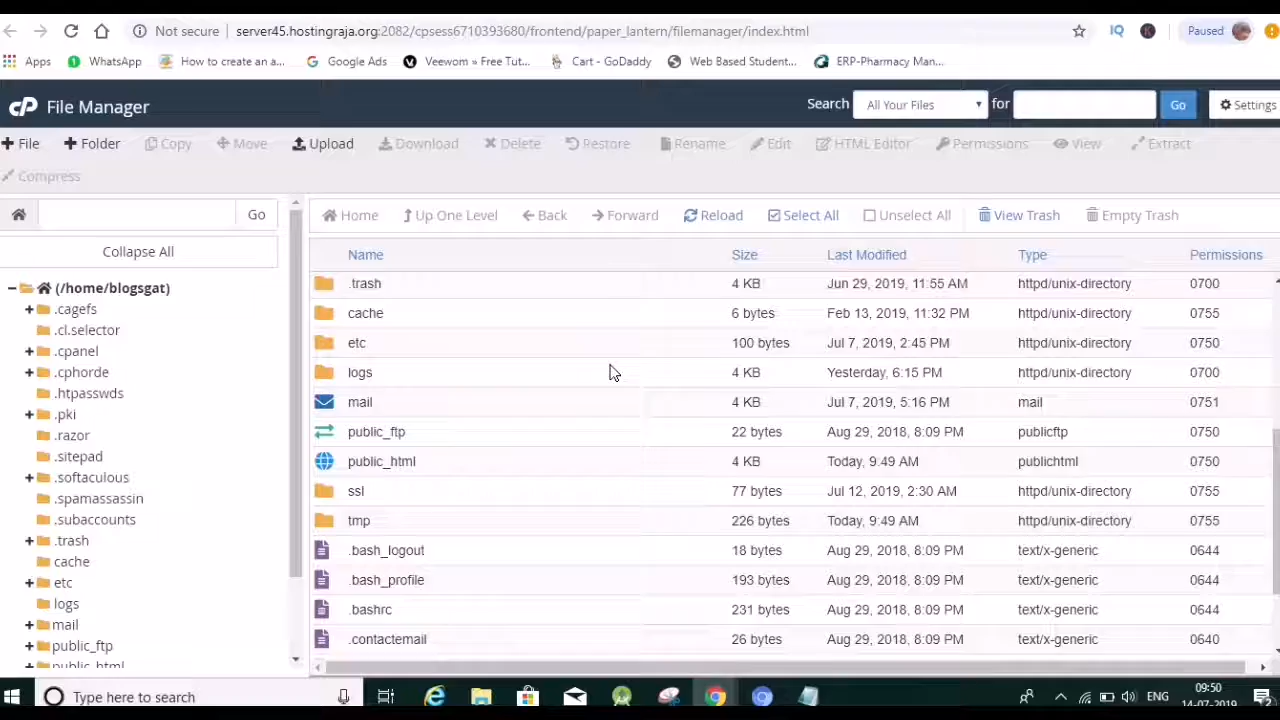 Not secure server45.hostingraja.org:2082/cpsess6710393680/frontend/paper_lantern/filemanager/index.html IQ K Paused
Apps WhatsApp How to create an a... Google Ads Veewom » Free Tut... Cart - GoDaddy Web Based Student... ERP-Pharmacy Man...
cP File Manager Search All Your Files for Go Settings
File Folder Copy Move Upload Download Delete Restore Rename Edit HTML Editor Permissions View Extract
Compress
Go Home Up One Level Back Forward Reload Select All Unselect All View Trash Empty Trash
Collapse All
Name Size Last Modified Type Permissions
(/home/blogsgat)
.cagefs
.cl.selector
.cpanel
.cphorde
.htpasswds
.pki
.razor
.sitepad
.softaculous
.spamassassin
.subaccounts
.trash
cache
etc
logs
mail
public_ftp
public_html
.trash 4 KB Jun 29, 2019, 11:55 AM httpd/unix-directory 0700
cache 6 bytes Feb 13, 2019, 11:32 PM httpd/unix-directory 0755
etc 100 bytes Jul 7, 2019, 2:45 PM httpd/unix-directory 0750
logs 4 KB Yesterday, 6:15 PM httpd/unix-directory 0700
mail 4 KB Jul 7, 2019, 5:16 PM mail 0751
public_ftp 22 bytes Aug 29, 2018, 8:09 PM publicftp 0750
public_html 4 KB Today, 9:49 AM publichtml 0750
ssl 77 bytes Jul 12, 2019, 2:30 AM httpd/unix-directory 0755
tmp 226 bytes Today, 9:49 AM httpd/unix-directory 0755
.bash_logout 18 bytes Aug 29, 2018, 8:09 PM text/x-generic 0644
.bash_profile 193 bytes Aug 29, 2018, 8:09 PM text/x-generic 0644
.bashrc 231 bytes Aug 29, 2018, 8:09 PM text/x-generic 0644
.contactemail 26 bytes Aug 29, 2018, 8:09 PM text/x-generic 0640
Type here to search ENG 09:50
14-07-2019